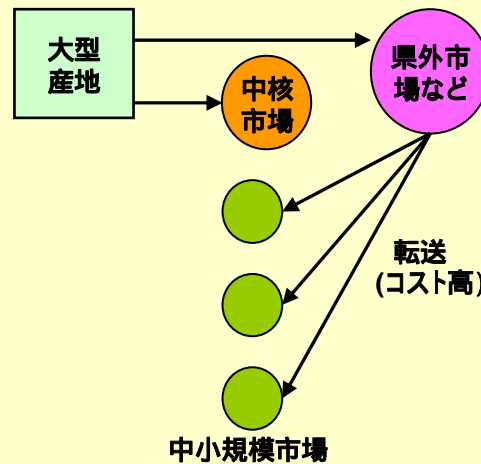 大型
産地
県外市
場など
中核
市場
転送
(コスト高)
中小規模市場